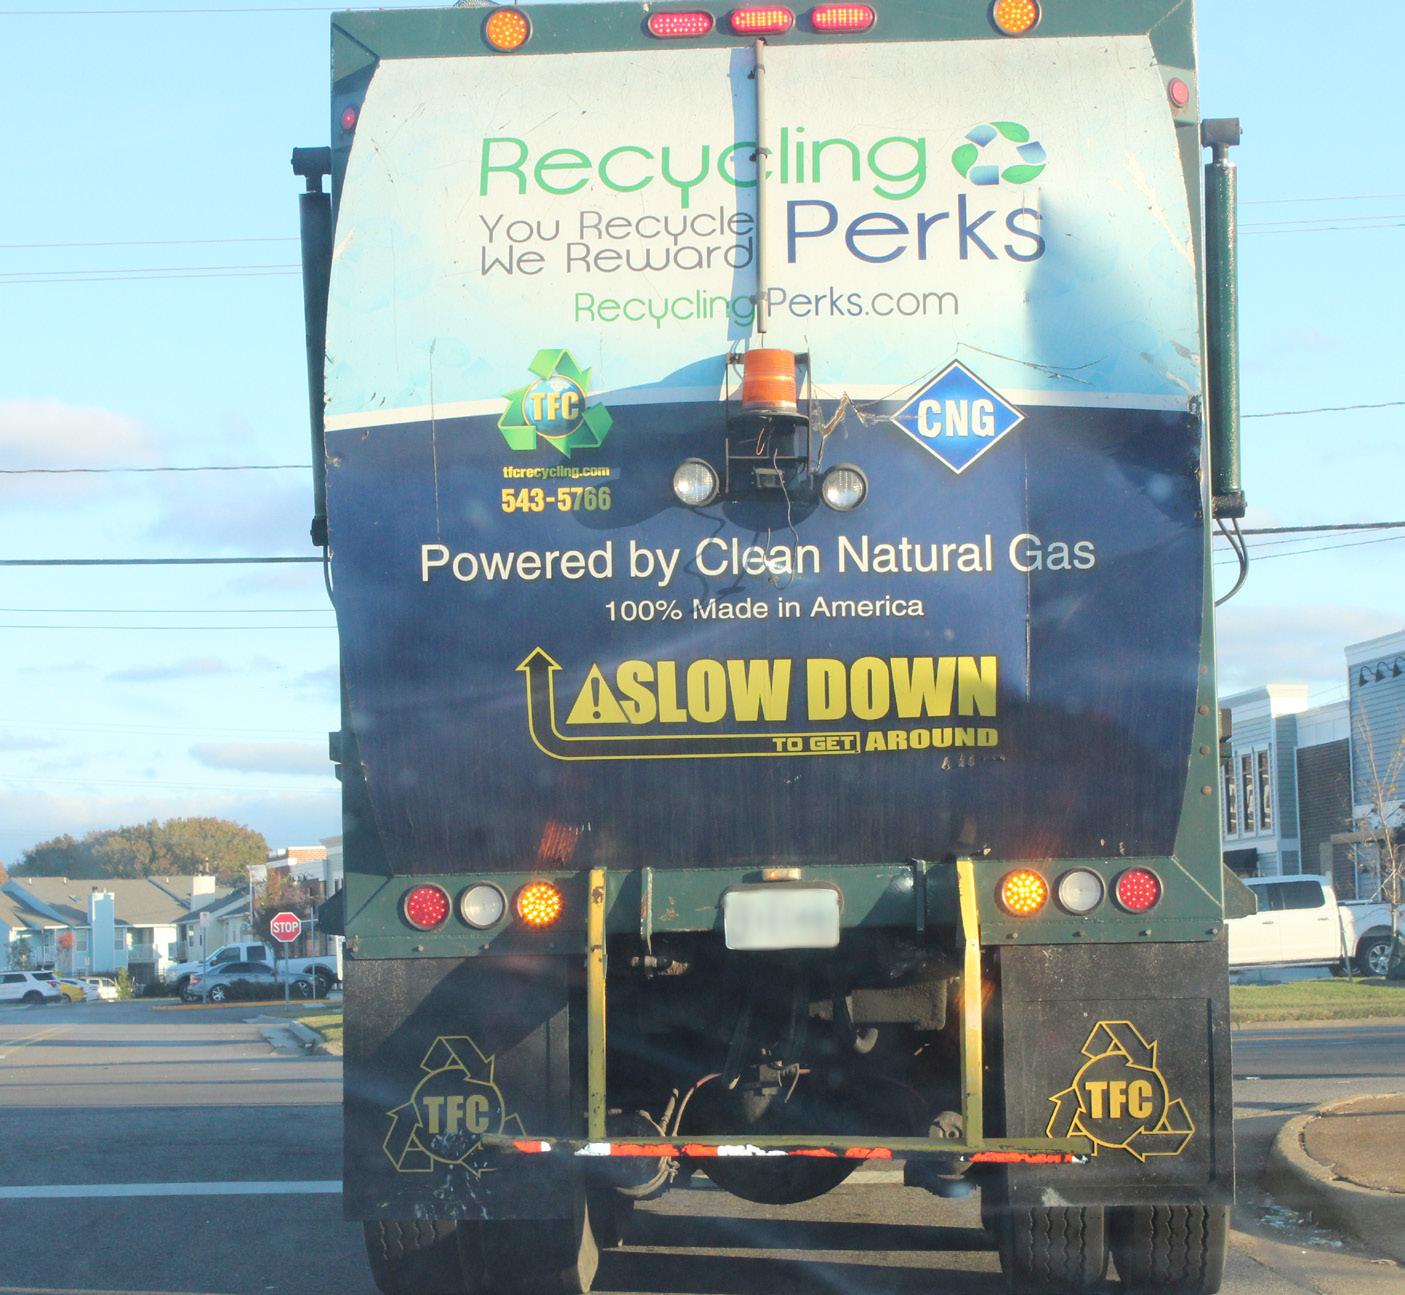 Recycling
You Recycle
We Reward
Perks
RecyclingPerks.com
TFC
tfcrecycling.com
543-5766
CNG
Powered by Clean Natural Gas
100% Made in America
SLOW DOWN
TO GET AROUND
STOP
TFC
TFC